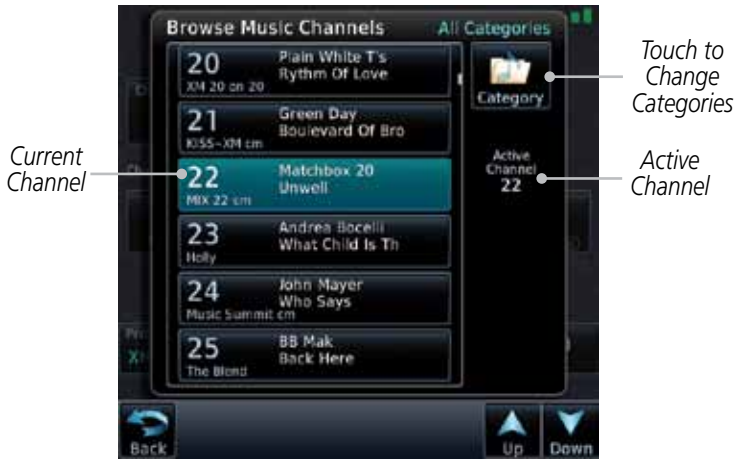 Browse Music Channels All Categories
20 Plain White T's
XM 20 on 20 Rythm Of Love
Category
21 Green Day
KISS-XM cm Boulevard Of Bro
22 Matchbox 20
MIX 22 cm Unwell
Active
Channel
22
23 Andrea Bocelli
Holly What Child Is Th
24 John Mayer
Music Summit cm Who Says
25 BB Mak
The Blend Back Here
Back Up Down
Current
Channel
Touch to
Change
Categories
Active
Channel